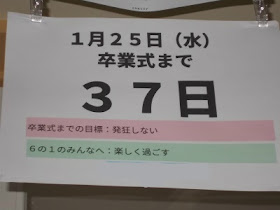 １月２５日（水）
卒業式まで
３７日
卒業式までの目標：発狂しない
６の１のみんなへ：楽しく過ごす